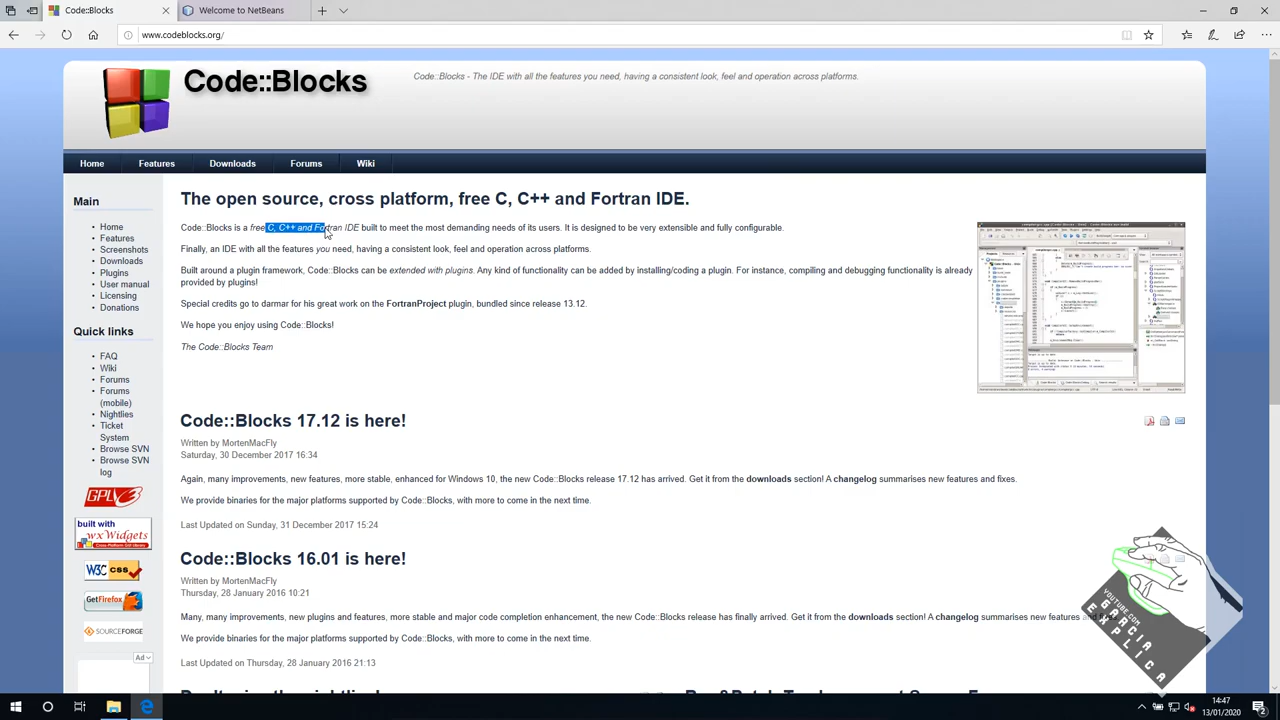 Code::Blocks
Welcome to NetBeans
www.codeblocks.org/
Code::Blocks
Code::Blocks - The IDE with all the features you need, having a consistent look, feel and operation across platforms.
Home
Features
Downloads
Forums
Wiki
Main
Home
Features
Screenshots
Downloads
Plugins
User manual
Licensing
Donations
Quick links
FAQ
Wiki
Forums
Forums
(mobile)
Nightlies
Ticket
System
Browse SVN
Browse SVN
log
GPLV3
built with
wxWidgets
Cross-Platform GUI Library
W3C CSS
GetFirefox
SOURCEFORGE
Ad
The open source, cross platform, free C, C++ and Fortran IDE.
Code::Blocks is a free C, C++ and Fortran IDE built to meet the most demanding needs of its users. It is designed to be very extensible and fully configurable.
Finally, an IDE with all the features you need, having a consistent look, feel and operation across platforms.
Built around a plugin framework, Code::Blocks can be extended with plugins. Any kind of functionality can be added by installing/coding a plugin. For instance, compiling and debugging functionality is already
provided by plugins!
Special credits go to darmar for his great work on the FortranProject plugin, bundled since release 13.12.
We hope you enjoy using Code::Blocks!
The Code::Blocks Team
Code::Blocks 17.12 is here!
Written by MortenMacFly
Saturday, 30 December 2017 16:34
Again, many improvements, new features, more stable, enhanced for Windows 10, the new Code::Blocks release 17.12 has arrived. Get it from the downloads section! A changelog summarises new features and fixes.
We provide binaries for the major platforms supported by Code::Blocks, with more to come in the next time.
Last Updated on Sunday, 31 December 2017 15:24
Code::Blocks 16.01 is here!
Written by MortenMacFly
Thursday, 28 January 2016 10:21
Many, many improvements, new plugins and features, more stable and major code completion enhancement, the new Code::Blocks release has finally arrived. Get it from the downloads section! A changelog summarises new features and fixes.
We provide binaries for the major platforms supported by Code::Blocks, with more to come in the next time.
Last Updated on Thursday, 28 January 2016 21:13
YOUTUBE.COM
EGARCIA
EXPLICA
14:47
13/01/2020
2